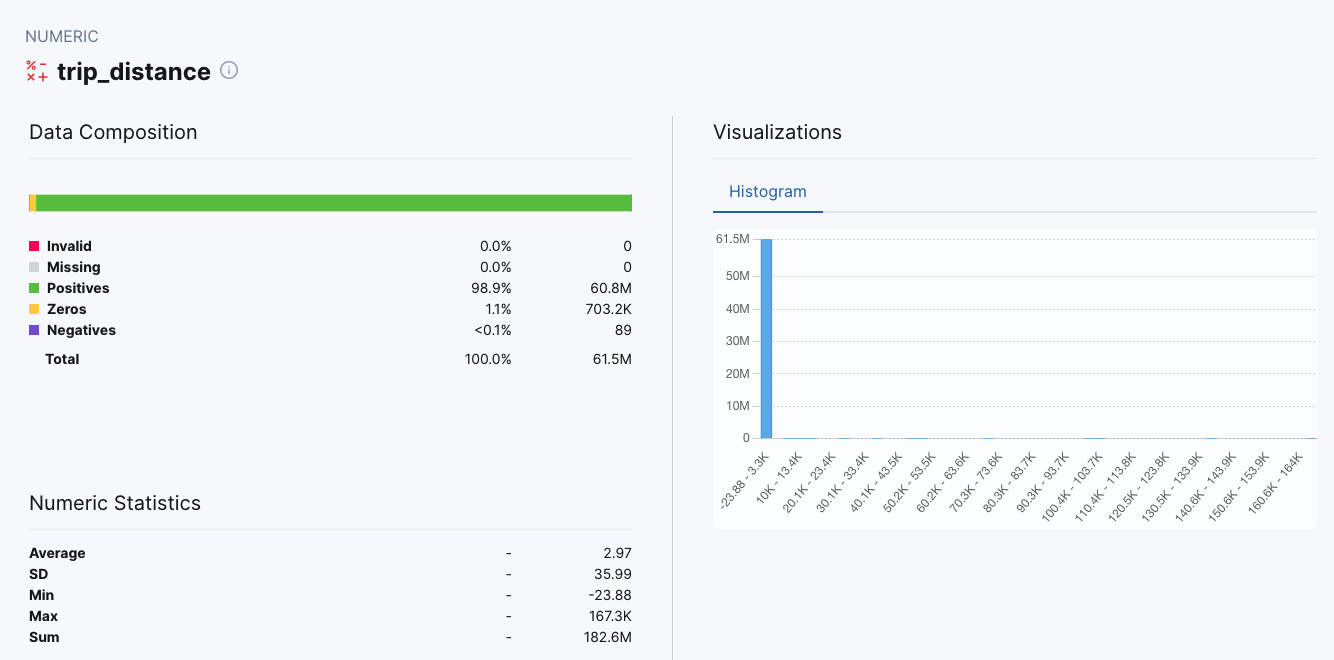 NUMERIC
trip_distance
Data Composition
Invalid 0.0% 0
Missing 0.0% 0
Positives 98.9% 60.8M
Zeros 1.1% 703.2K
Negatives <0.1% 89
Total 100.0% 61.5M
Numeric Statistics
Average - 2.97
SD - 35.99
Min - -23.88
Max - 167.3K
Sum - 182.6M
Visualizations
Histogram
61.5M
50M
40M
30M
20M
10M
0
-23.88 - 3.3K
10K - 13.4K
20.1K - 23.4K
30.1K - 33.4K
40.1K - 43.5K
50.2K - 53.5K
60.2K - 63.6K
70.3K - 73.6K
80.3K - 83.7K
90.3K - 93.7K
100.4K - 103.7K
110.4K - 113.8K
120.5K - 123.8K
130.5K - 133.9K
140.6K - 143.9K
150.6K - 153.9K
160.6K - 164K